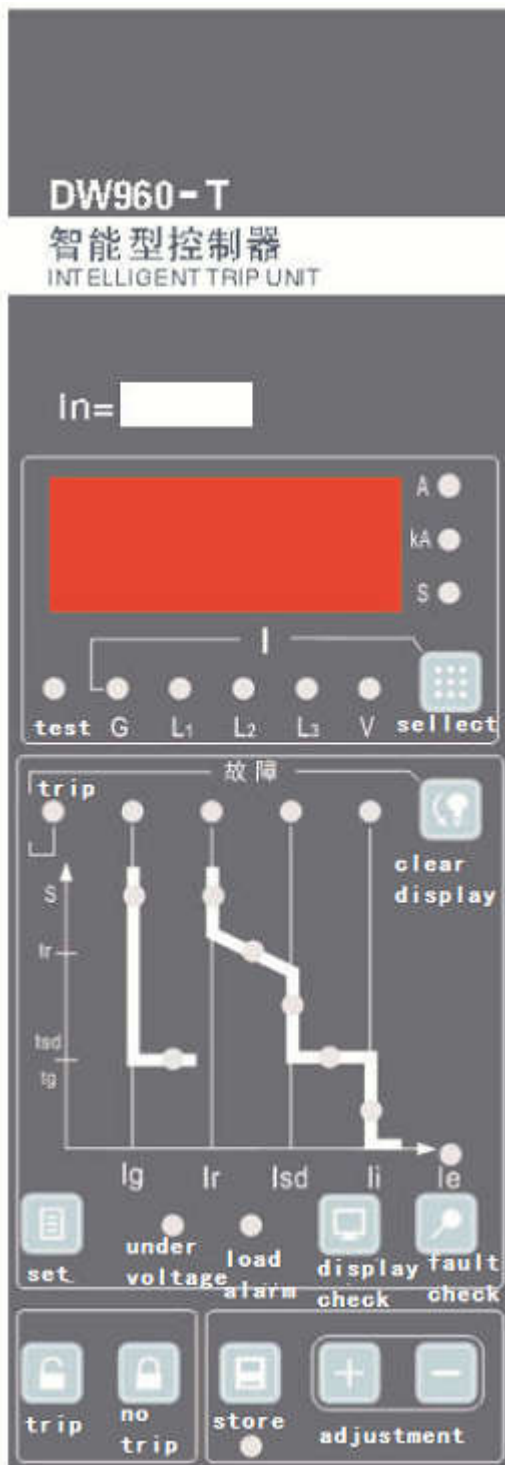 DW960-T
智能型控制器
INTELLIGENT TRIP UNIT
In=
A
kA
S
I
test G L1 L2 L3 V sellect
故障
trip
clear
display
S
tr
tsd
tg
Ig Ir Isd Ii Ie
set
under
voltage
load
alarm
display
check
fault
check
trip
no
trip
store
adjustment